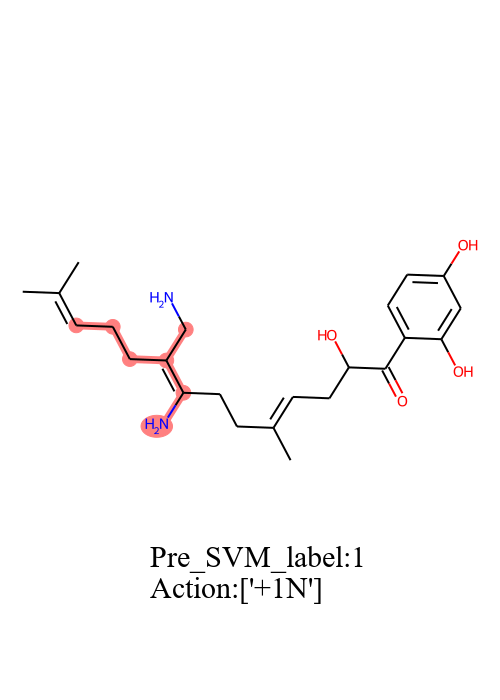 OH
H2N
HO
OH
O
H2N
Pre_SVM_label:1
Action:['+1N']